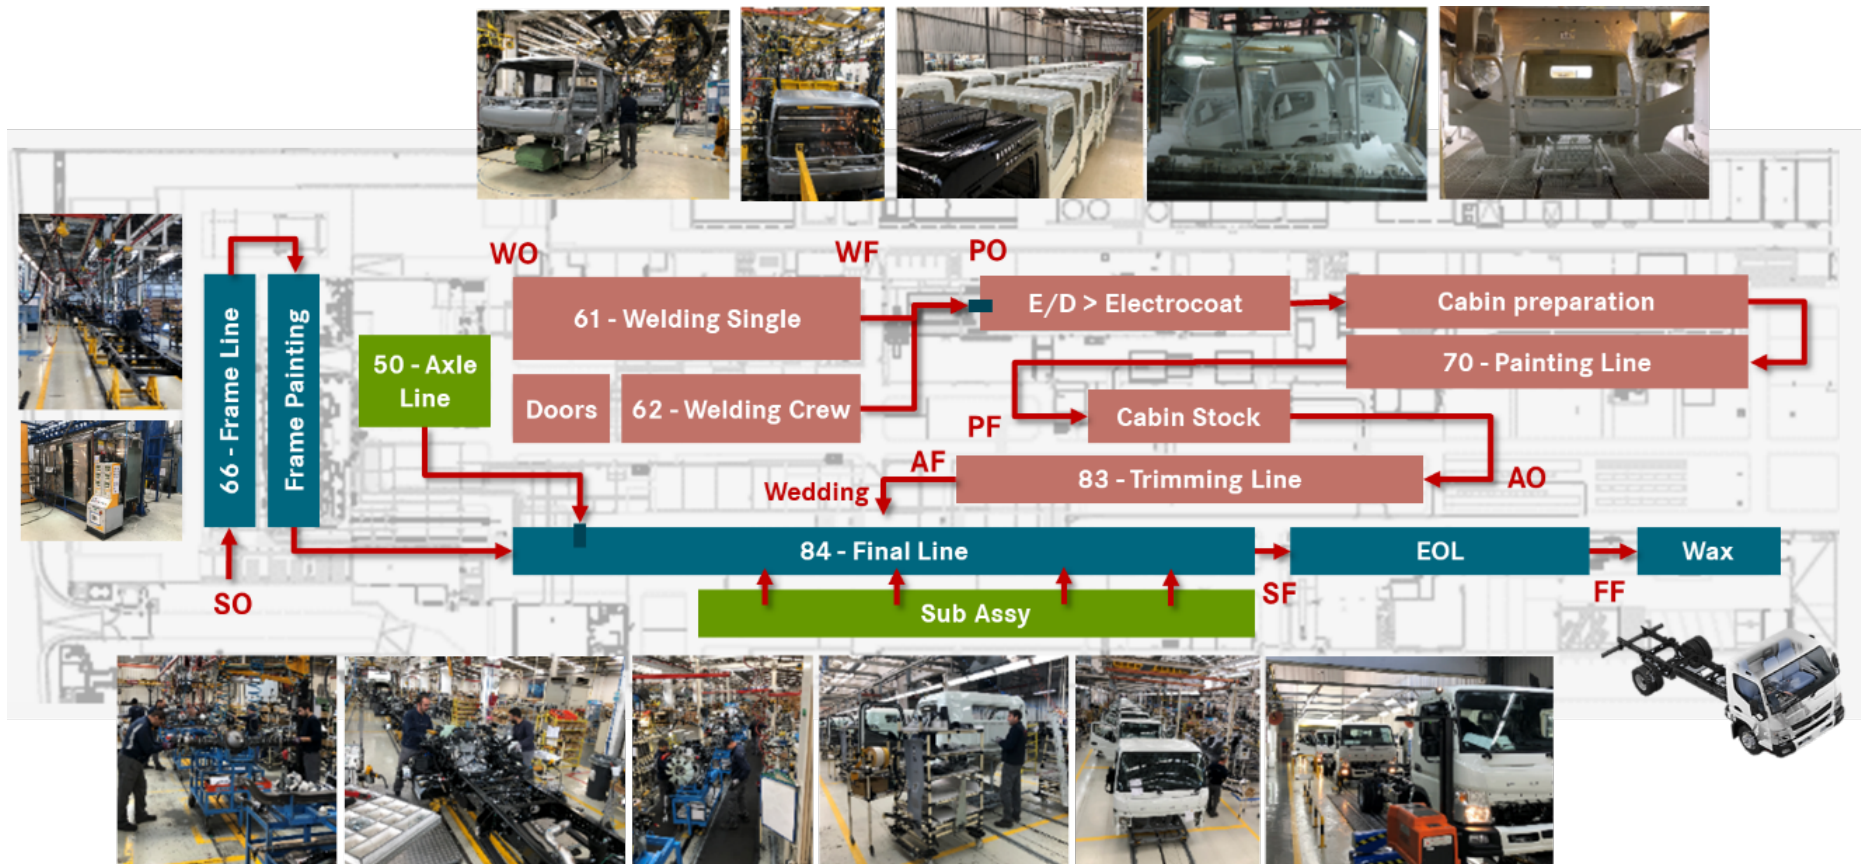 WO
WF
PO
66 - Frame Line
Frame Painting
50 - Axle
Line
61 - Welding Single
Doors
62 - Welding Crew
E/D > Electrocoat
Cabin preparation
70 - Painting Line
PF
Cabin Stock
AF
Wedding
83 - Trimming Line
AO
84 - Final Line
EOL
Wax
SO
Sub Assy
SF
FF